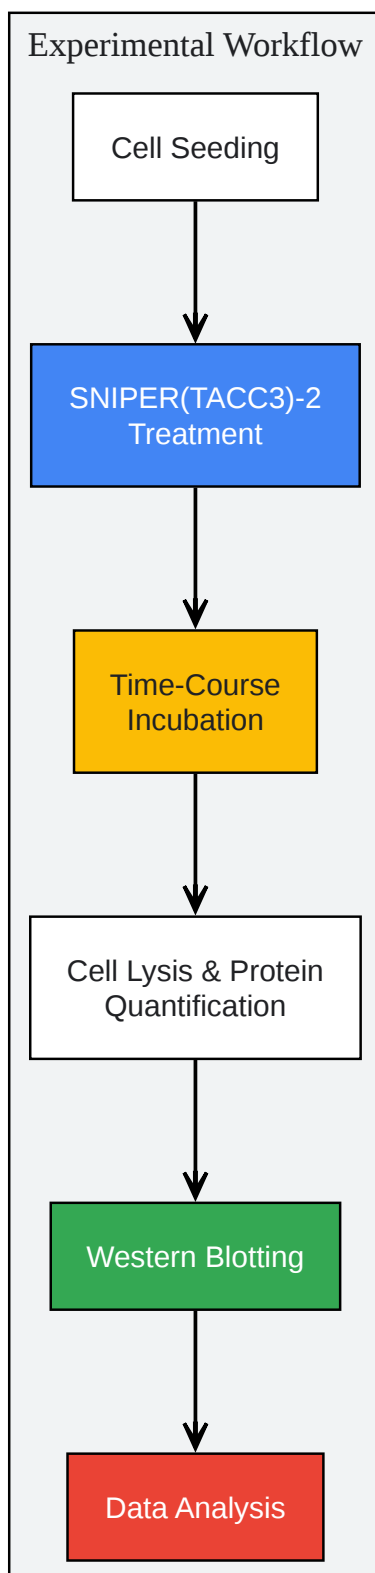 Experimental Workflow
Cell Seeding
SNIPER(TACC3)-2
Treatment
Time-Course
Incubation
Cell Lysis & Protein
Quantification
Western Blotting
Data Analysis